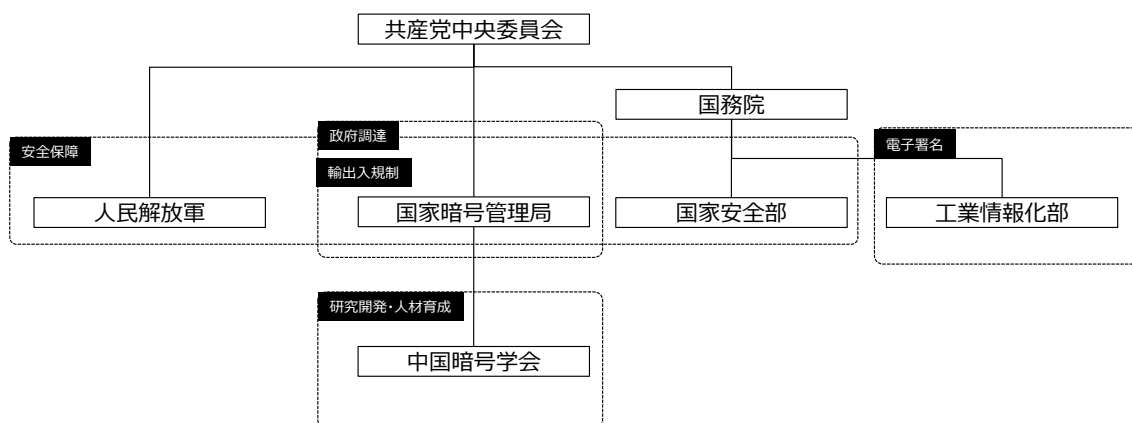 共産党中央委員会
国務院
政府調達
安全保障
電子署名
輸出入規制
人民解放軍
国家暗号管理局
国家安全部
工業情報化部
研究開発・人材育成
中国暗号学会